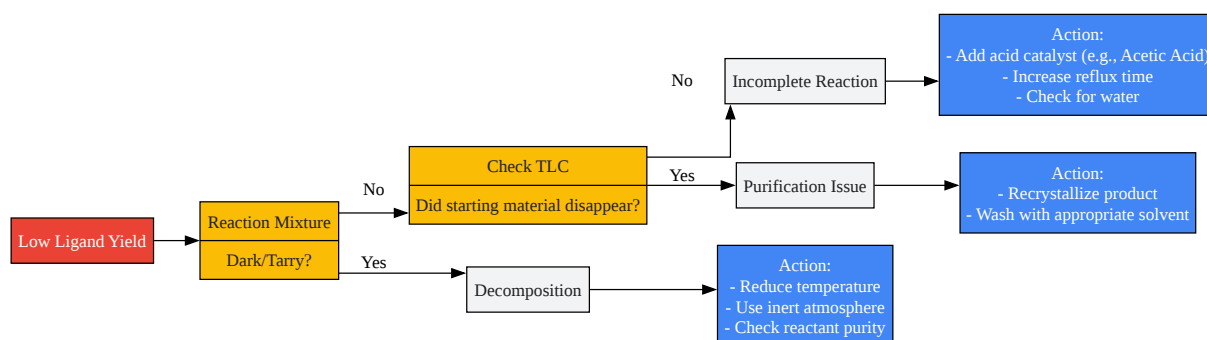 Low Ligand Yield
Reaction Mixture
Dark/Tarry?
No
Yes
Check TLC
Did starting material disappear?
No
Yes
Incomplete Reaction
Purification Issue
Decomposition
Action:
- Add acid catalyst (e.g., Acetic Acid)
- Increase reflux time
- Check for water
Action:
- Recrystallize product
- Wash with appropriate solvent
Action:
- Reduce temperature
- Use inert atmosphere
- Check reactant purity